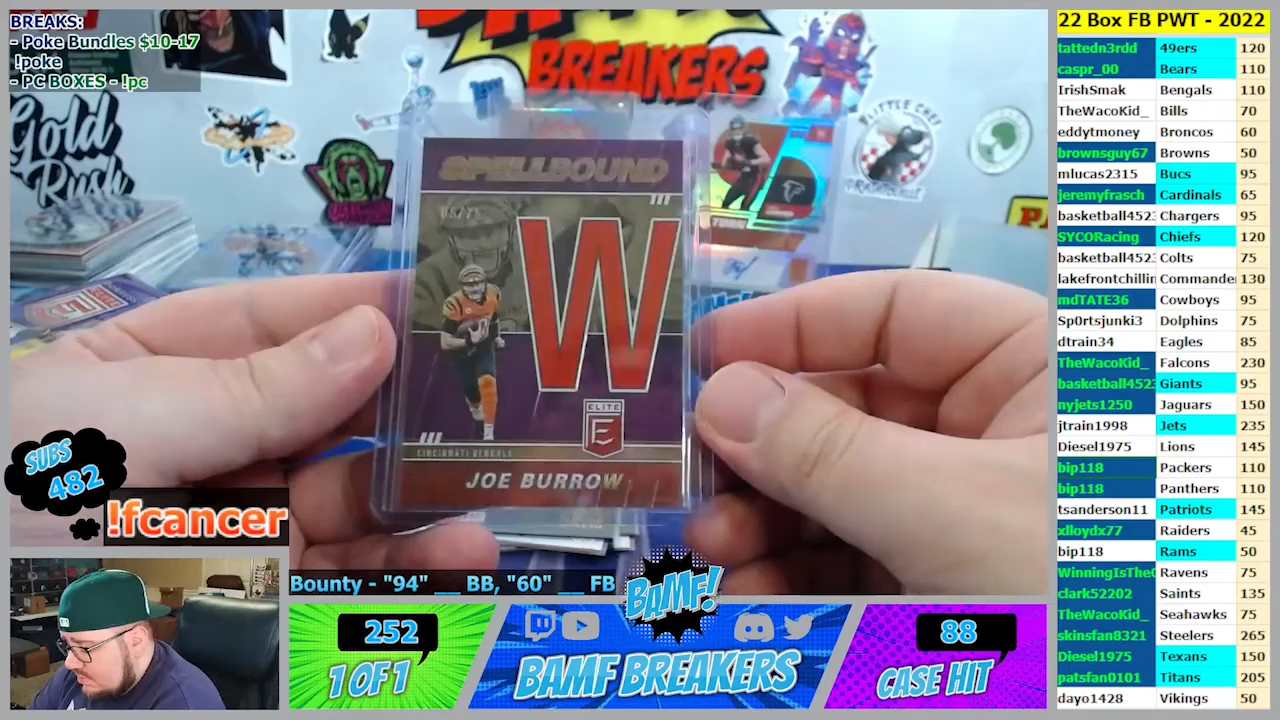 BREAKS:
- Poke Bundles $10-17
!poke
- PC BOXES - !pc
BREAKERS
Gold
Rush
LITTLE CHEF
SPELLBOUND
W
ELITE
E
CINCINNATI BENGALS
JOE BURROW
SUBS
482
!fcancer
Bounty - "94" __ BB, "60" __ FB
BAMF!
252
1 OF 1
BAMF BREAKERS
88
CASE HIT
22 Box FB PWT - 2022
tattedn3rdd 49ers 120
caspr_00 Bears 110
IrishSmak Bengals 110
TheWacoKid_ Bills 70
eddytmoney Broncos 60
brownsguy67 Browns 50
mlucas2315 Bucs 95
jeremyfrasch Cardinals 65
basketball4523 Chargers 95
SYCORacing Chiefs 120
basketball4523 Colts 75
lakefrontchillin Commande 130
mdTATE36 Cowboys 95
Sp0rtsjunki3 Dolphins 75
dtrain34 Eagles 85
TheWacoKid_ Falcons 230
basketball4523 Giants 95
nyjets1250 Jaguars 150
jtrain1998 Jets 235
Diesel1975 Lions 145
bip118 Packers 110
bip118 Panthers 110
tsanderson11 Patriots 145
xlloydx77 Raiders 45
bip118 Rams 50
WinningIsTheO Ravens 75
clark52202 Saints 135
TheWacoKid_ Seahawks 75
skinsfan8321 Steelers 265
Diesel1975 Texans 150
patsfan0101 Titans 205
dayo1428 Vikings 50